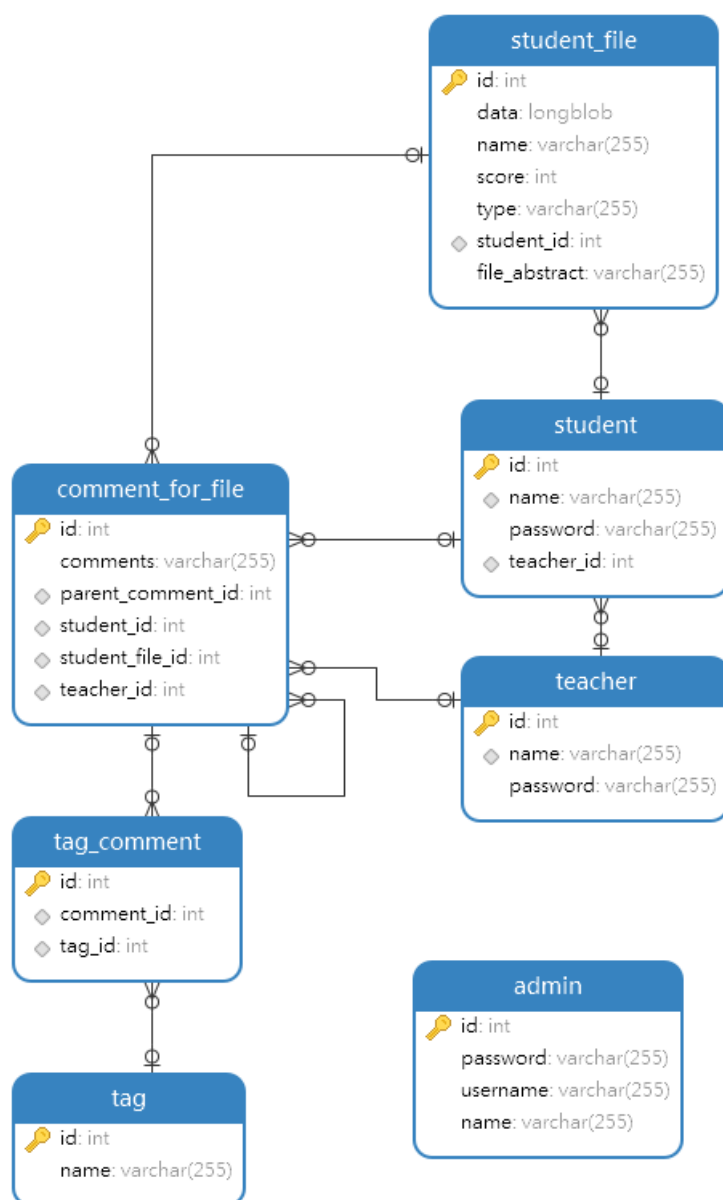 student_file
id: int
data: longblob
name: varchar(255)
score: int
type: varchar(255)
student_id: int
file_abstract: varchar(255)
student
id: int
name: varchar(255)
password: varchar(255)
teacher_id: int
comment_for_file
id: int
comments: varchar(255)
parent_comment_id: int
student_id: int
student_file_id: int
teacher_id: int
teacher
id: int
name: varchar(255)
password: varchar(255)
tag_comment
id: int
comment_id: int
tag_id: int
admin
id: int
password: varchar(255)
username: varchar(255)
name: varchar(255)
tag
id: int
name: varchar(255)